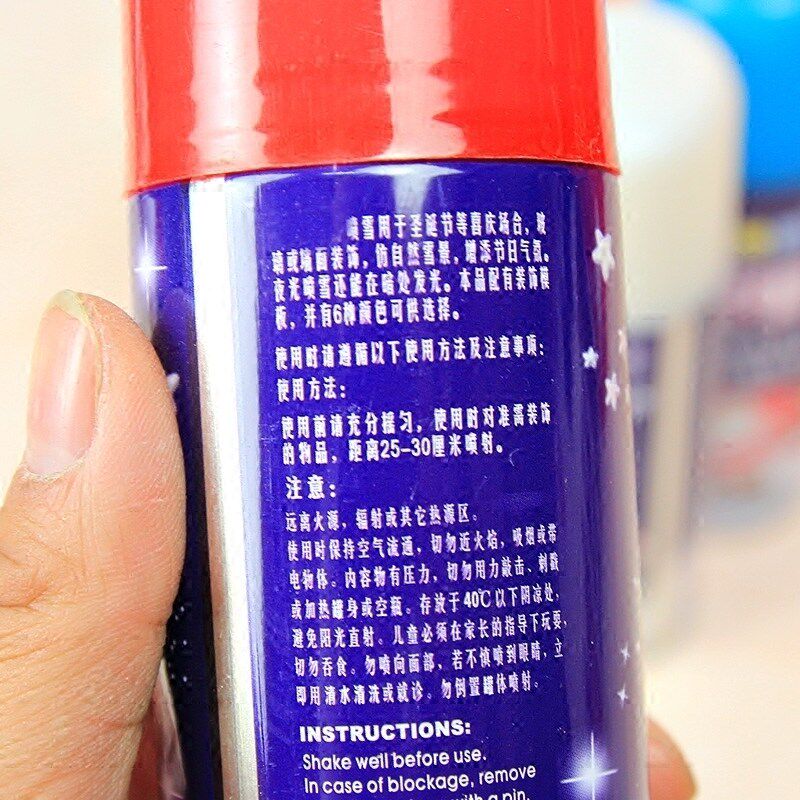 喷雪用于圣诞节等喜庆场合，玻
璃或墙面装饰，仿自然雪景，增添节日气氛。
夜光喷雪还能在暗处发光。本品配有装饰模
板，并有6种颜色可供选择。
使用时请遵循以下使用方法及注意事项：
使用方法：
使用前请充分摇匀，使用时对准需装饰
的物品，距离25-30厘米喷射。
注意：
远离火源，辐射或其它热源区。
使用时保持空气流通，切勿近火焰，吸烟或带
电物体。内容物有压力，切勿用力敲击、刺戳
或加热罐身或空瓶。存放于40℃以下阴凉处，
避免阳光直射。儿童必须在家长的指导下玩耍，
切勿吞食。勿喷向面部，若不慎喷到眼睛，立
即用清水清洗或就诊。勿倒置罐体喷射。
INSTRUCTIONS:
Shake well before use.
In case of blockage, remove
with a pin.